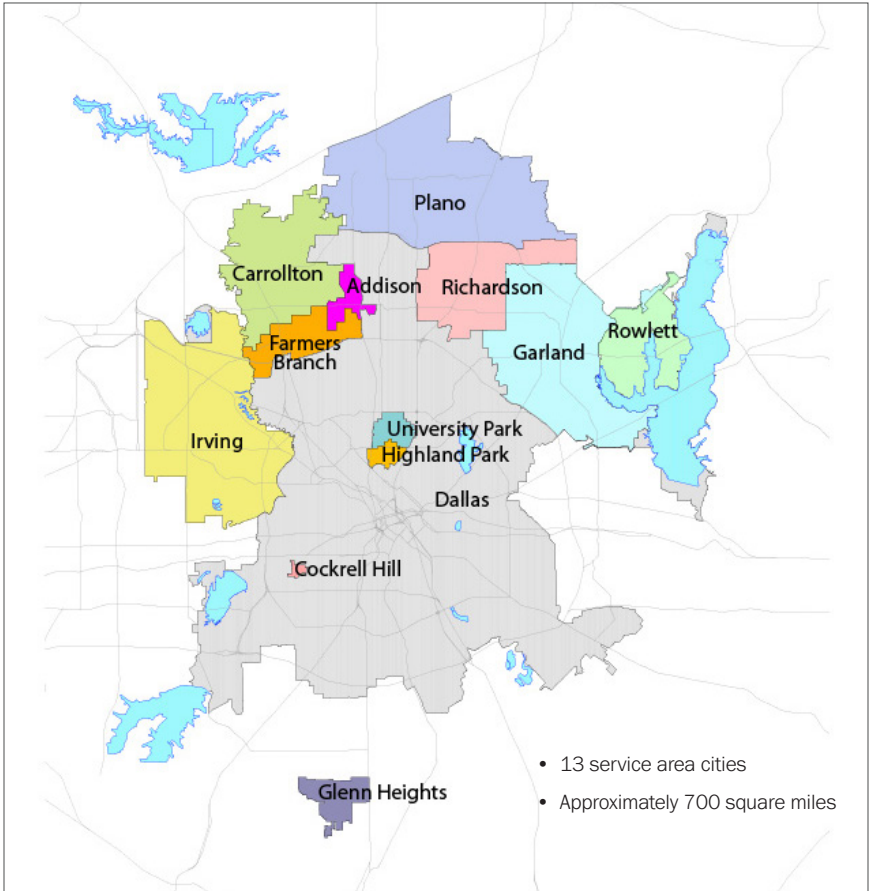 Plano
Carrollton
Addison
Richardson
Rowlett
Farmers
Branch
Garland
University Park
Irving
Highland Park
Dallas
Cockrell Hill
• 13 service area cities
Glenn Heights
• Approximately 700 square miles